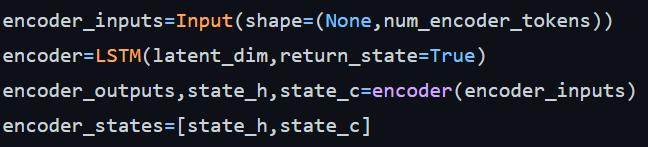 encoder_inputs=Input(shape=(None,num_encoder_tokens))
encoder=LSTM(latent_dim,return_state=True)
encoder_outputs,state_h,state_c=encoder(encoder_inputs)
encoder_states=[state_h,state_c]